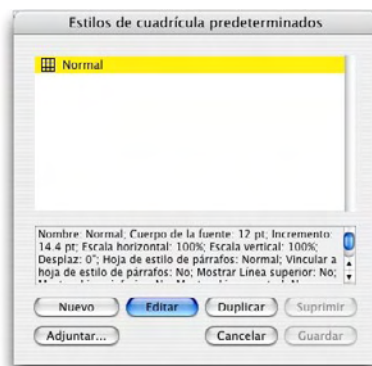 Estilos de cuadrícula predeterminados
Normal
Nombre: Normal; Cuerpo de la fuente: 12 pt; Incremento:
14.4 pt; Escala horizontal: 100%; Escala vertical: 100%;
Desplaz: 0"; Hoja de estilo de párrafos: Normal; Vincular a
hoja de estilo de párrafos: No; Mostrar Línea superior: No;
Nuevo Editar Duplicar Suprimir
Adjuntar... Cancelar Guardar